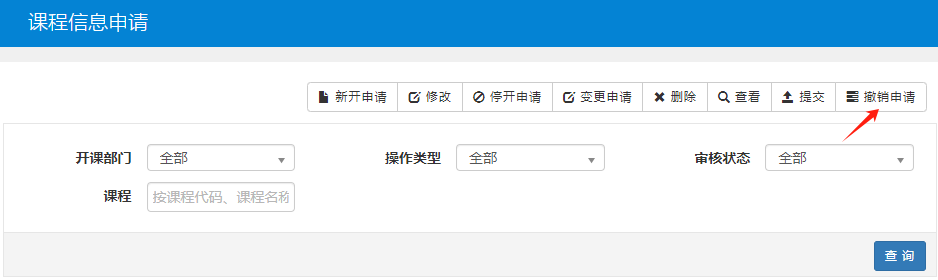 课程信息申请
新开申请 修改 停开申请 变更申请 删除 查看 提交 撤销申请
开课部门 全部 操作类型 全部 审核状态 全部
课程 按课程代码、课程名称
查 询